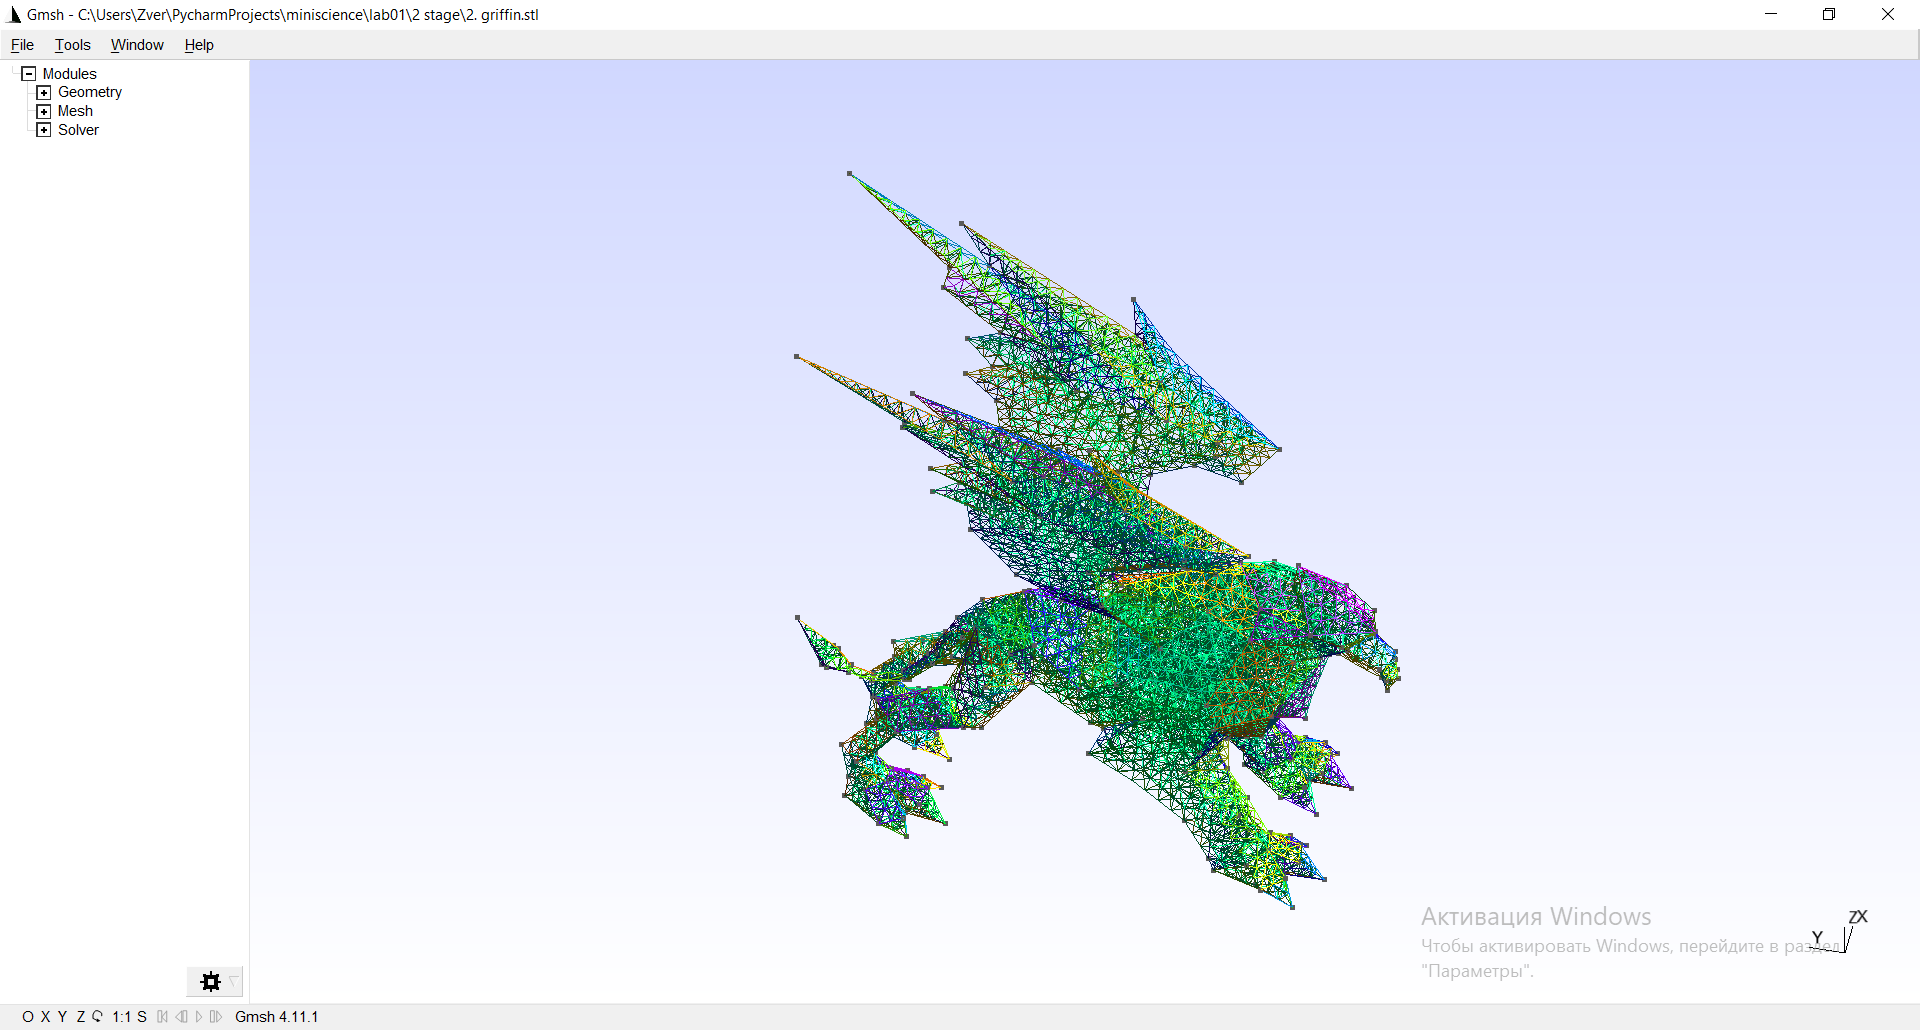 Gmsh - C:\Users\Zver\PycharmProjects\miniscience\lab01\2 stage\2. griffin.stl
File Tools Window Help
Modules
Geometry
Mesh
Solver
Активация Windows
Чтобы активировать Windows, перейдите в раздел
"Параметры".
Z X
Y
O X Y Z 1:1 S Gmsh 4.11.1